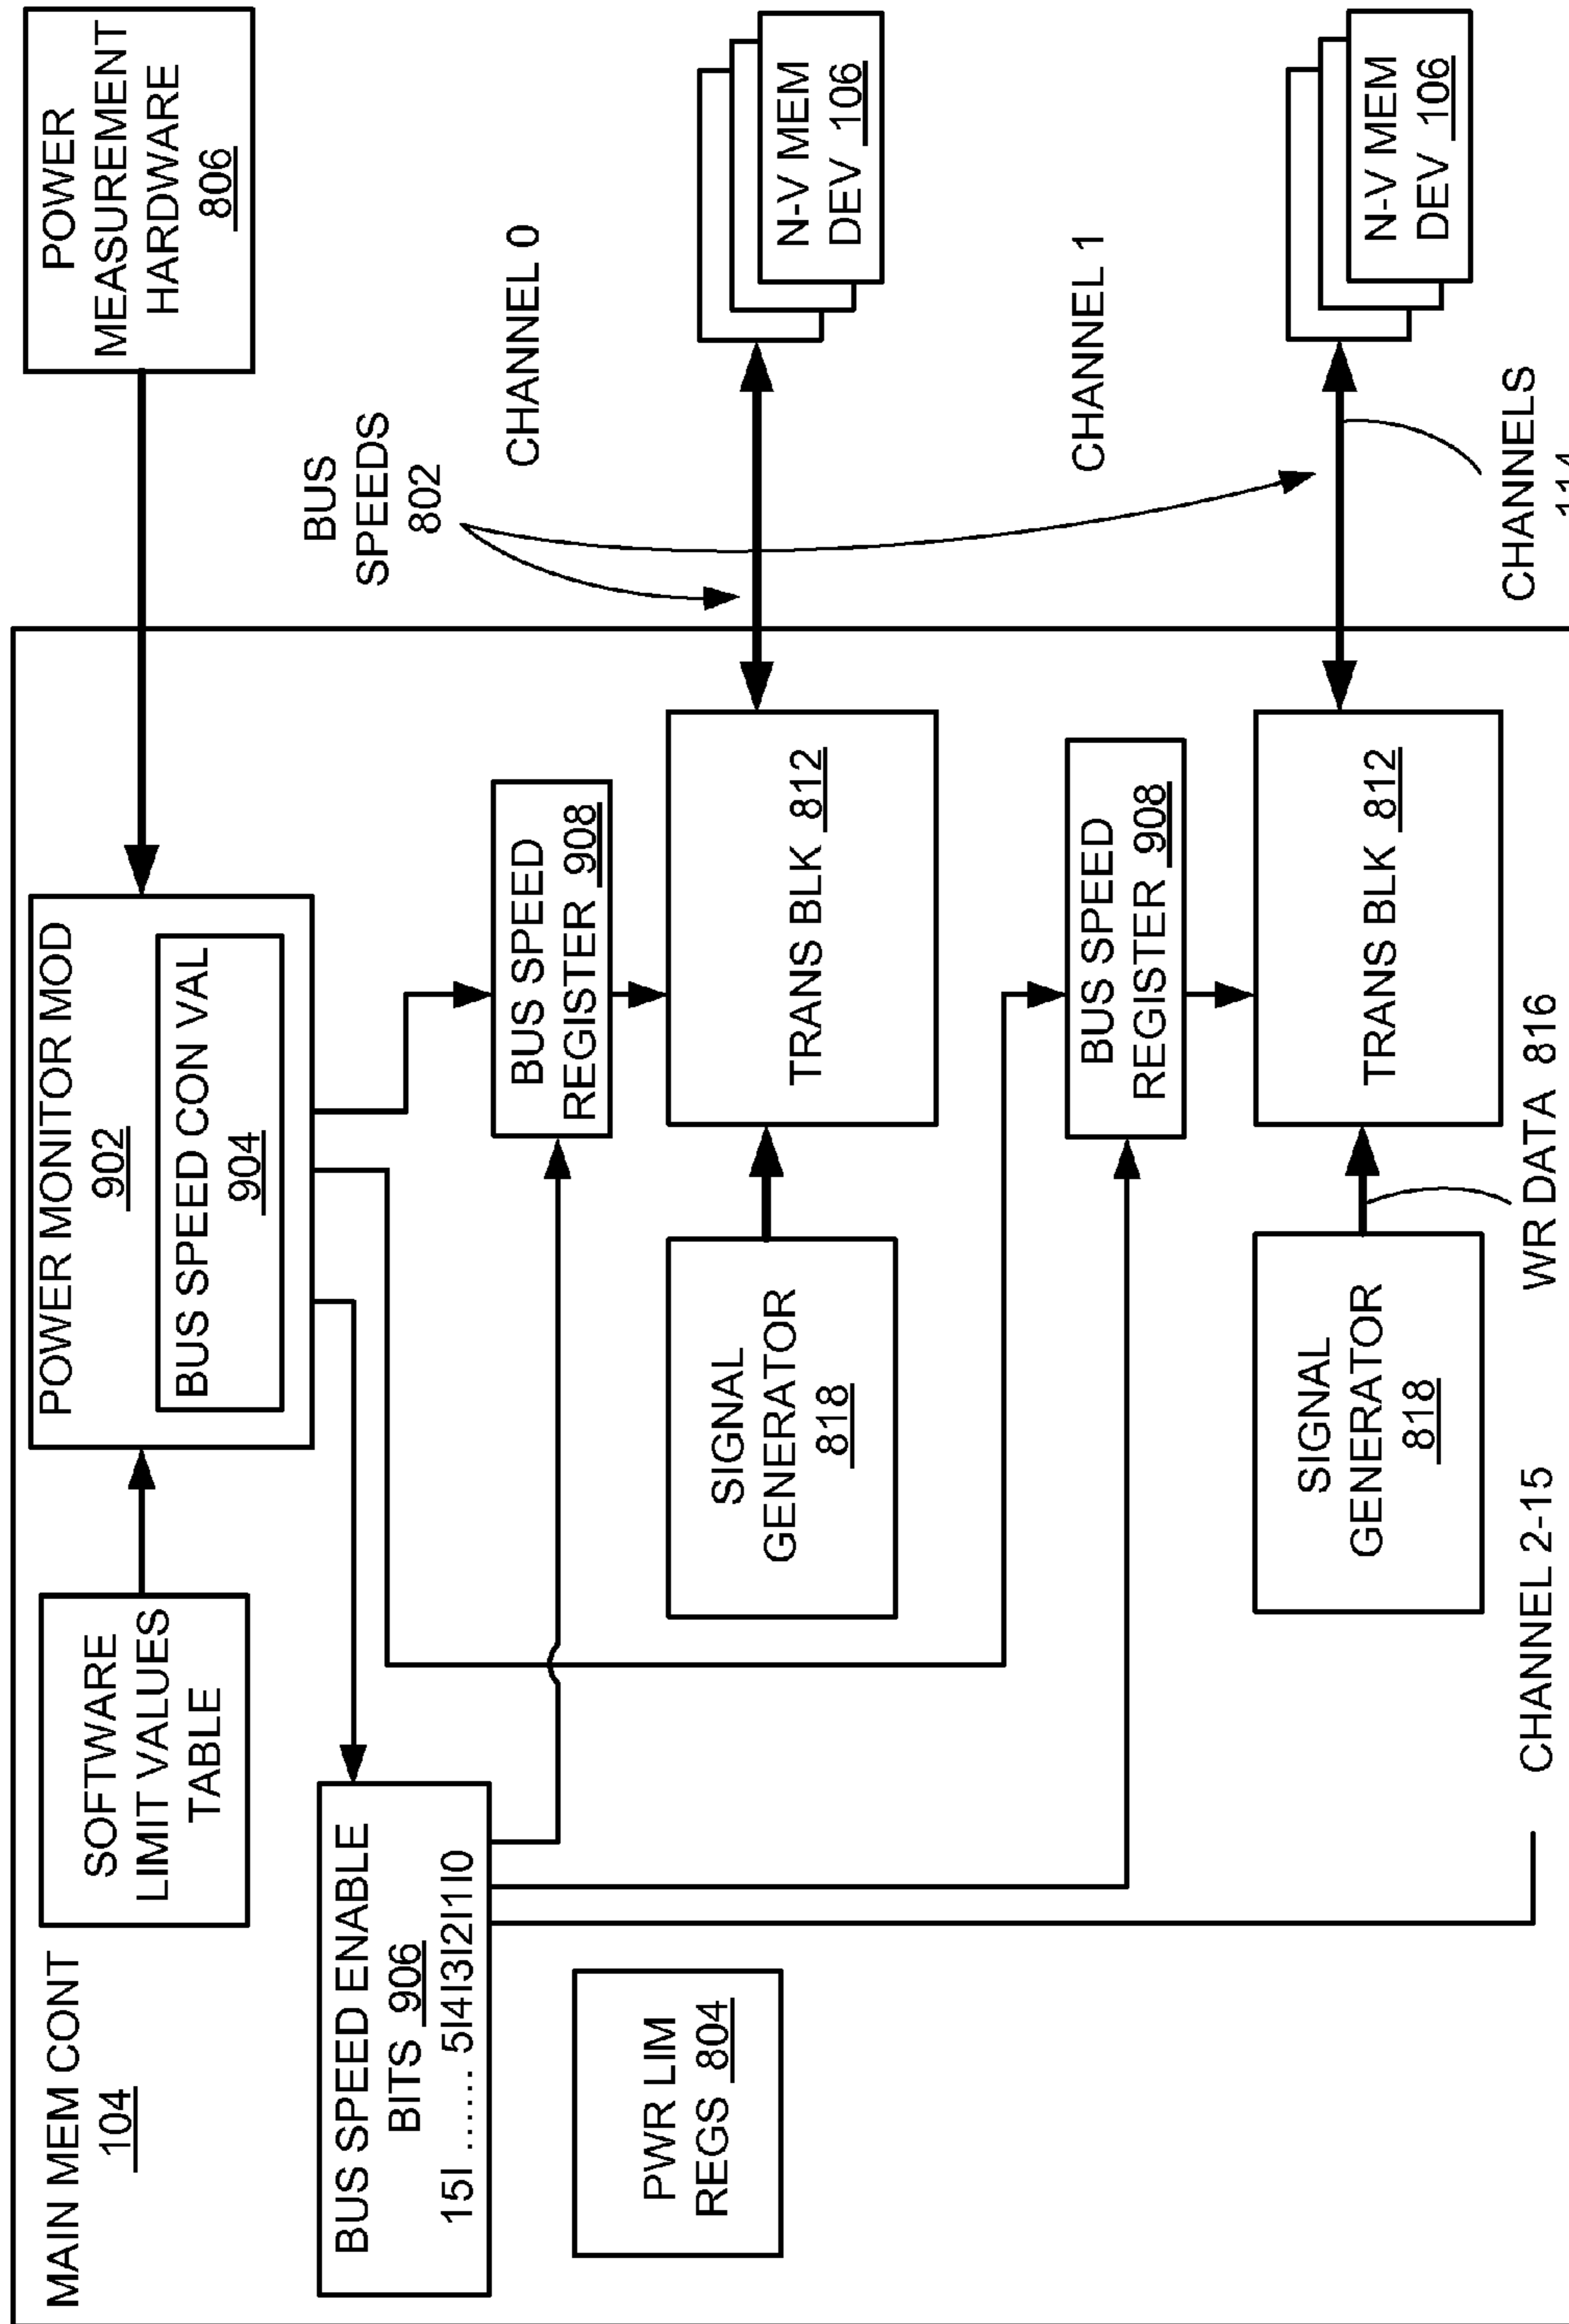 MAIN MEM CONT
104
SOFTWARE
LIMIT VALUES
TABLE
POWER MONITOR MOD
902
BUS SPEED CON VAL
904
POWER
MEASUREMENT
HARDWARE
806
BUS SPEED ENABLE
BITS 906
15I ...... 5I4I3I2I1I0
BUS
SPEEDS
802
BUS SPEED
REGISTER 908
CHANNEL 0
PWR LIM
REGS 804
SIGNAL
GENERATOR
818
TRANS BLK 812
N-V MEM
DEV 106
BUS SPEED
REGISTER 908
CHANNEL 1
SIGNAL
GENERATOR
818
TRANS BLK 812
N-V MEM
DEV 106
CHANNEL 2-15
WR DATA 816
CHANNELS
114